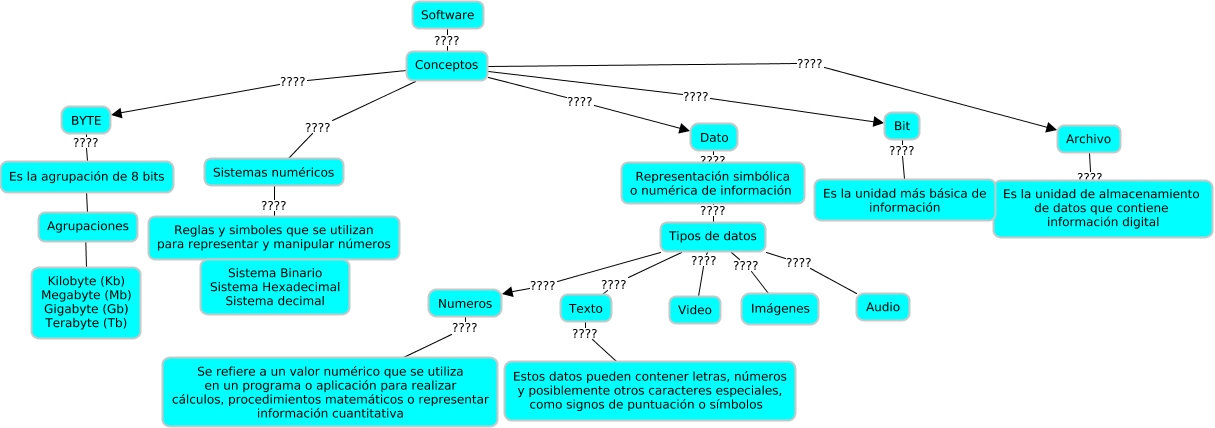 Software
????
Conceptos
????
????
????
????
????
BYTE
????
Es la agrupación de 8 bits
Agrupaciones
Kilobyte (Kb)
Megabyte (Mb)
Gigabyte (Gb)
Terabyte (Tb)
Sistemas numéricos
????
Reglas y simboles que se utilizan
para representar y manipular números
Sistema Binario
Sistema Hexadecimal
Sistema decimal
Dato
????
Representación simbólica
o numérica de información
????
Tipos de datos
????
????
????
????
????
Numeros
????
Se refiere a un valor numérico que se utiliza
en un programa o aplicación para realizar
cálculos, procedimientos matemáticos o representar
información cuantitativa
Texto
????
Estos datos pueden contener letras, números
y posiblemente otros caracteres especiales,
como signos de puntuación o símbolos
Video
Imágenes
Audio
Bit
????
Es la unidad más básica de
información
Archivo
????
Es la unidad de almacenamiento
de datos que contiene
información digital